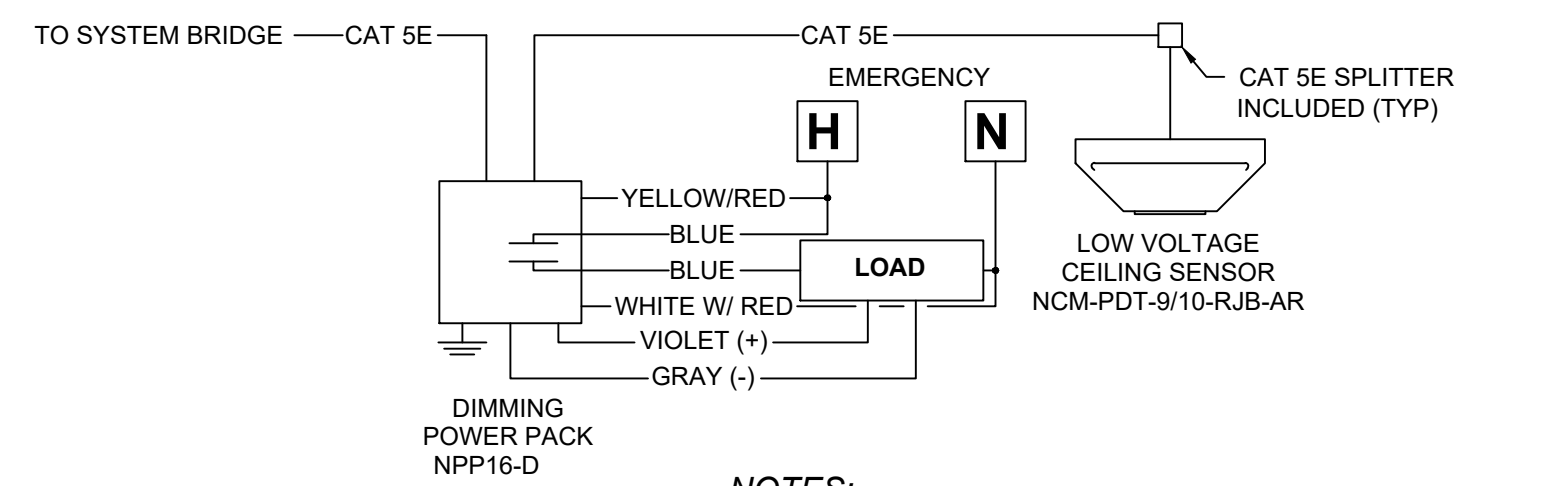 TO SYSTEM BRIDGE
CAT 5E
CAT 5E
EMERGENCY
CAT 5E SPLITTER
INCLUDED (TYP)
H
N
YELLOW/RED
BLUE
BLUE
LOAD
WHITE W/ RED
VIOLET (+)
GRAY (-)
LOW VOLTAGE
CEILING SENSOR
NCM-PDT-9/10-RJB-AR
DIMMING
POWER PACK
NPP16-D
NOTES: